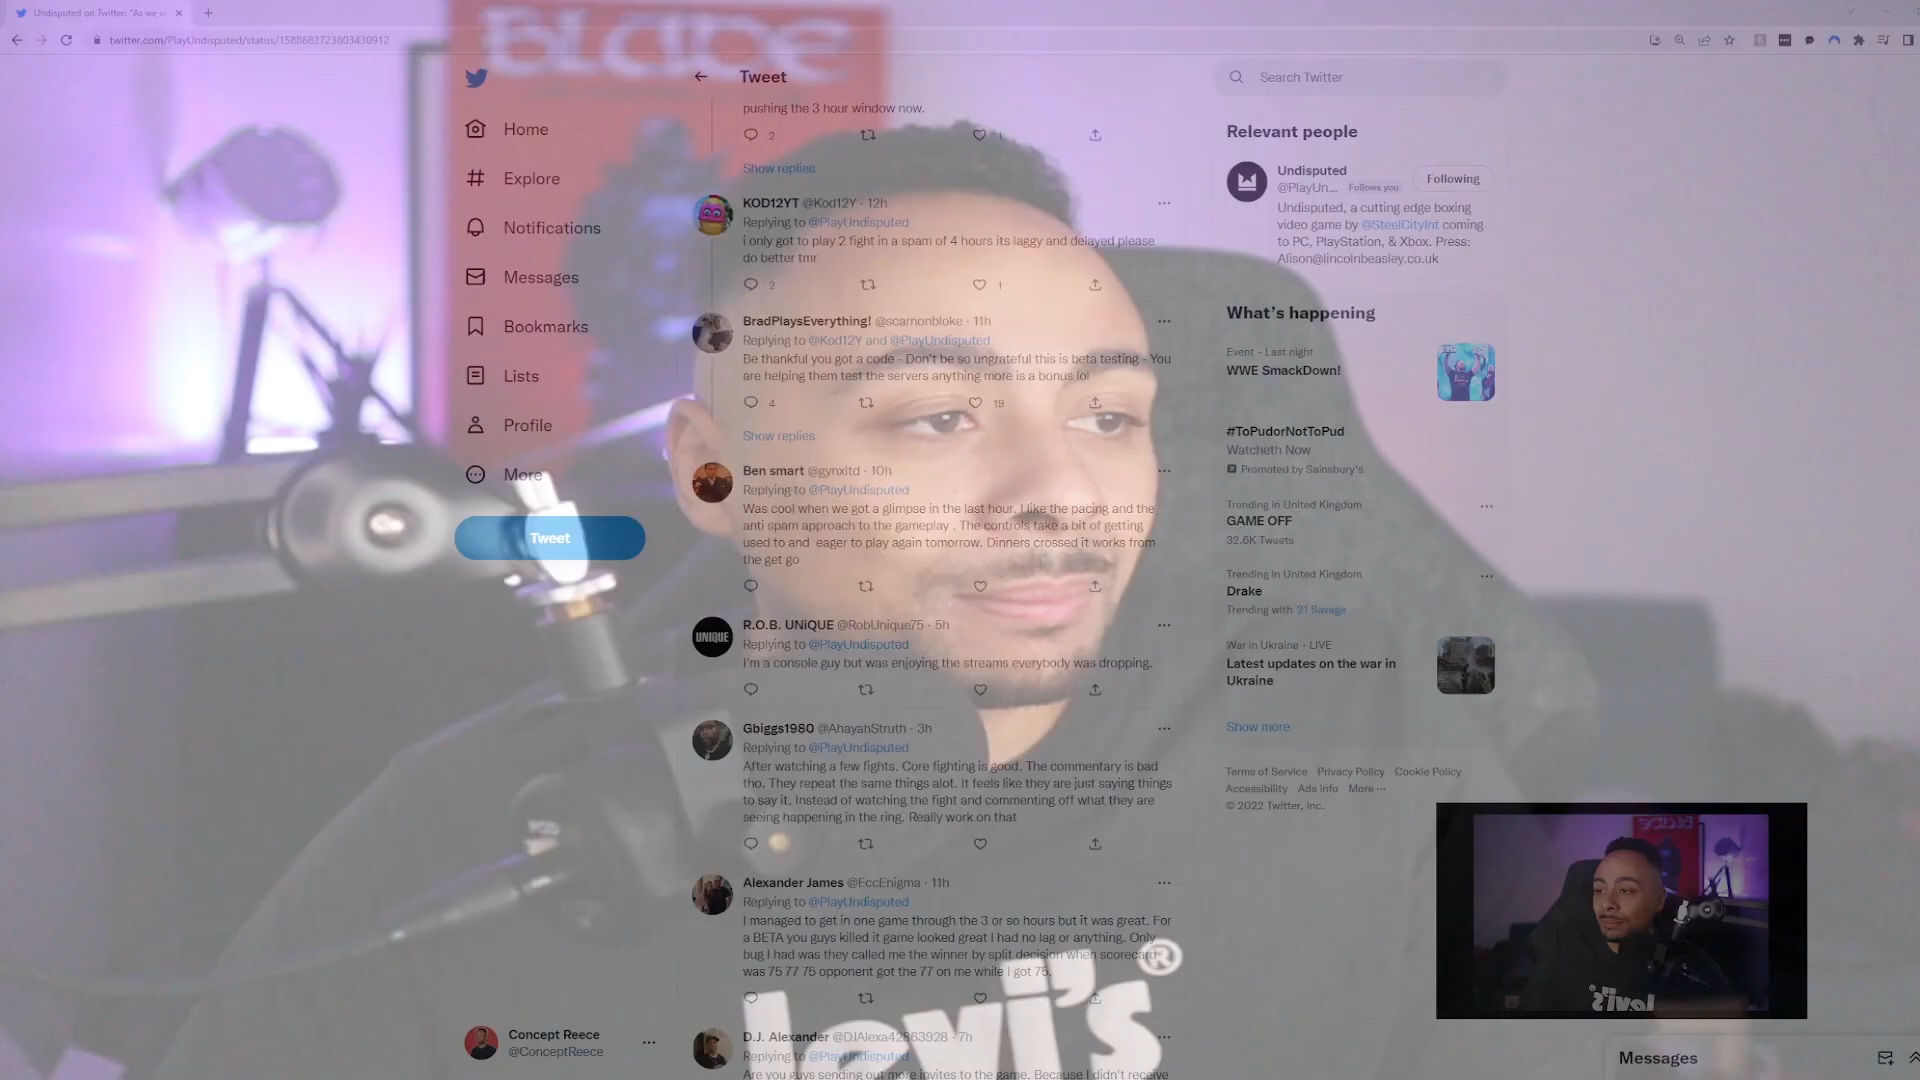 Undisputed on Twitter: "As we w
twitter.com/PlayUndisputed/status/1588682723803430912
BLADE
Home
Explore
Notifications
Messages
Bookmarks
Lists
Profile
More
Tweet
Concept Reece
@ConceptReece
Tweet
pushing the 3 hour window now.
2
1
Show replies
KOD12YT @Kod12Y · 12h
Replying to @PlayUndisputed
i only got to play 2 fight in a spam of 4 hours its laggy and delayed please
do better tmr
2
1
BradPlaysEverything! @scarnonbloke · 11h
Replying to @Kod12Y and @PlayUndisputed
Be thankful you got a code - Don't be so ungrateful this is beta testing - You
are helping them test the servers anything more is a bonus lol
4
19
Show replies
Ben smart @gynxltd · 10h
Replying to @PlayUndisputed
Was cool when we got a glimpse in the last hour. I like the pacing and the
anti spam approach to the gameplay . The controls take a bit of getting
used to and eager to play again tomorrow. Dinners crossed it works from
the get go
UNIQUE
R.O.B. UNiQUE @RobUnique75 · 5h
Replying to @PlayUndisputed
I'm a console guy but was enjoying the streams everybody was dropping.
Gbiggs1980 @AhayahStruth · 3h
Replying to @PlayUndisputed
After watching a few fights. Core fighting is good. The commentary is bad
tho. They repeat the same things alot. It feels like they are just saying things
to say it. Instead of watching the fight and commenting off what they are
seeing happening in the ring. Really work on that
Alexander James @EccEnigma · 11h
Replying to @PlayUndisputed
I managed to get in one game through the 3 or so hours but it was great. For
a BETA you guys killed it game looked great I had no lag or anything. Only
bug I had was they called me the winner by split decision when scorecard
was 75 77 75 opponent got the 77 on me while I got 75.
Levi's®
D.J. Alexander @DJAlexa42863928 · 7h
Replying to @PlayUndisputed
Are you guys sending out more invites to the game. Because I didn't receive
Search Twitter
Relevant people
Undisputed
@PlayUn... Follows you
Following
Undisputed, a cutting edge boxing
video game by @SteelCityInt coming
to PC, PlayStation, & Xbox. Press:
Alison@lincolnbeasley.co.uk
What's happening
Event · Last night
WWE SmackDown!
#ToPudorNotToPud
Watcheth Now
Promoted by Sainsbury's
Trending in United Kingdom
GAME OFF
32.6K Tweets
Trending in United Kingdom
Drake
Trending with 21 Savage
War in Ukraine · LIVE
Latest updates on the war in
Ukraine
Show more
Terms of Service Privacy Policy Cookie Policy
Accessibility Ads info More ···
© 2022 Twitter, Inc.
Messages